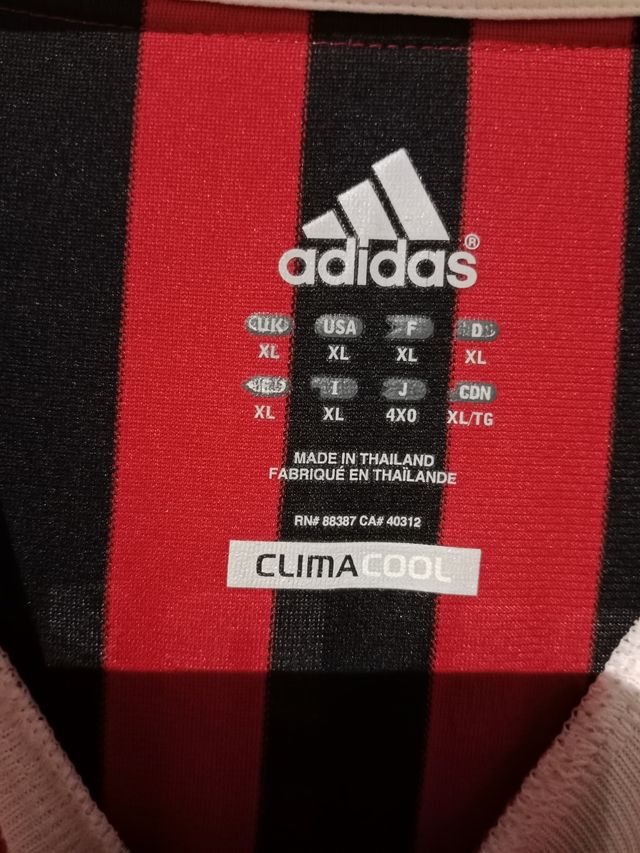 adidas®
UK USA F D
XL XL XL XL
I J CDN
XL XL 4XO XL/TG
MADE IN THAILAND
FABRIQUÉ EN THAÏLANDE
RN# 88387 CA# 40312
CLIMACOOL